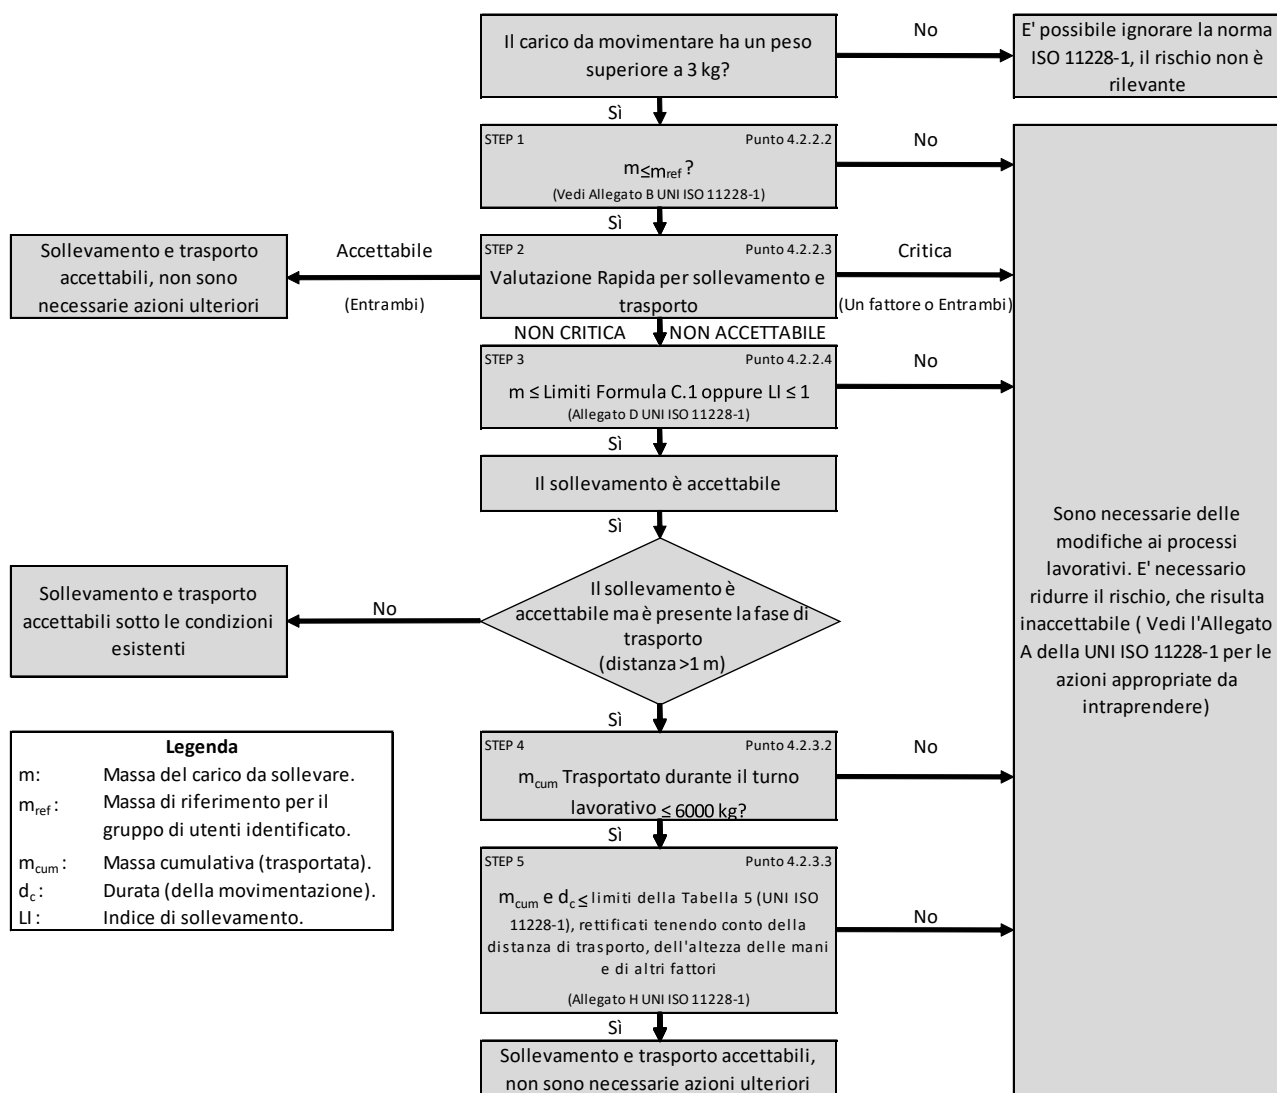 Il carico da movimentare ha un peso
superiore a 3 kg?
No
E' possibile ignorare la norma
ISO 11228-1, il rischio non è
rilevante
Sì
STEP 1
Punto 4.2.2.2
m≤mref ?
(Vedi Allegato B UNI ISO 11228-1)
No
Sì
Sollevamento e trasporto
accettabili, non sono
necessarie azioni ulteriori
Accettabile
(Entrambi)
STEP 2
Punto 4.2.2.3
Valutazione Rapida per sollevamento e
trasporto
Critica
(Un fattore o Entrambi)
NON CRITICA
NON ACCETTABILE
STEP 3
Punto 4.2.2.4
m ≤ Limiti Formula C.1 oppure LI ≤ 1
(Allegato D UNI ISO 11228-1)
No
Sì
Il sollevamento è accettabile
Sì
Il sollevamento è
accettabile ma è presente la fase di
trasporto
(distanza >1 m)
No
Sollevamento e trasporto
accettabili sotto le condizioni
esistenti
Sono necessarie delle
modifiche ai processi
lavorativi. E' necessario
ridurre il rischio, che risulta
inaccettabile ( Vedi l'Allegato
A della UNI ISO 11228-1 per le
azioni appropriate da
intraprendere)
Sì
STEP 4
Punto 4.2.3.2
mcum Trasportato durante il turno
lavorativo ≤ 6000 kg?
No
Sì
STEP 5
Punto 4.2.3.3
mcum e dc ≤ limiti della Tabella 5 (UNI ISO
11228-1), rettificati tenendo conto della
distanza di trasporto, dell'altezza delle mani
e di altri fattori
(Allegato H UNI ISO 11228-1)
No
Sì
Sollevamento e trasporto accettabili,
non sono necessarie azioni ulteriori
Legenda
m: Massa del carico da sollevare.
mref : Massa di riferimento per il
gruppo di utenti identificato.
mcum : Massa cumulativa (trasportata).
dc : Durata (della movimentazione).
LI : Indice di sollevamento.